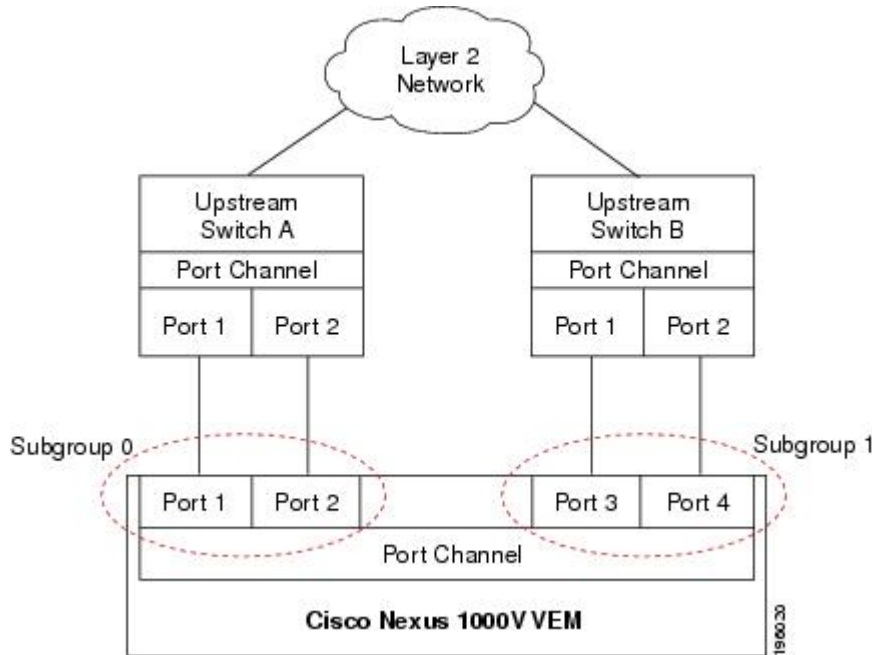 Layer 2
Network
Upstream
Switch A
Port Channel
Port 1
Port 2
Upstream
Switch B
Port Channel
Port 1
Port 2
Subgroup 0
Subgroup 1
Port 1
Port 2
Port 3
Port 4
Port Channel
Cisco Nexus 1000V VEM
196020